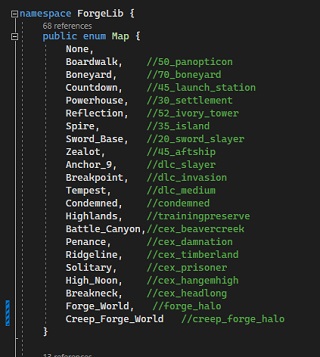 namespace ForgeLib {
68 references
public enum Map {
None,
Boardwalk, //50_panopticon
Boneyard, //70_boneyard
Countdown, //45_launch_station
Powerhouse, //30_settlement
Reflection, //52_ivory_tower
Spire, //35_island
Sword_Base, //20_sword_slayer
Zealot, //45_aftship
Anchor_9, //dlc_slayer
Breakpoint, //dlc_invasion
Tempest, //dlc_medium
Condemned, //condemned
Highlands, //trainingpreserve
Battle_Canyon,//cex_beavercreek
Penance, //cex_damnation
Ridgeline, //cex_timberland
Solitary, //cex_prisoner
High_Noon, //cex_hangemhigh
Breakneck, //cex_headlong
Forge_World, //forge_halo
Creep_Forge_World //creep_forge_halo
}
13 references